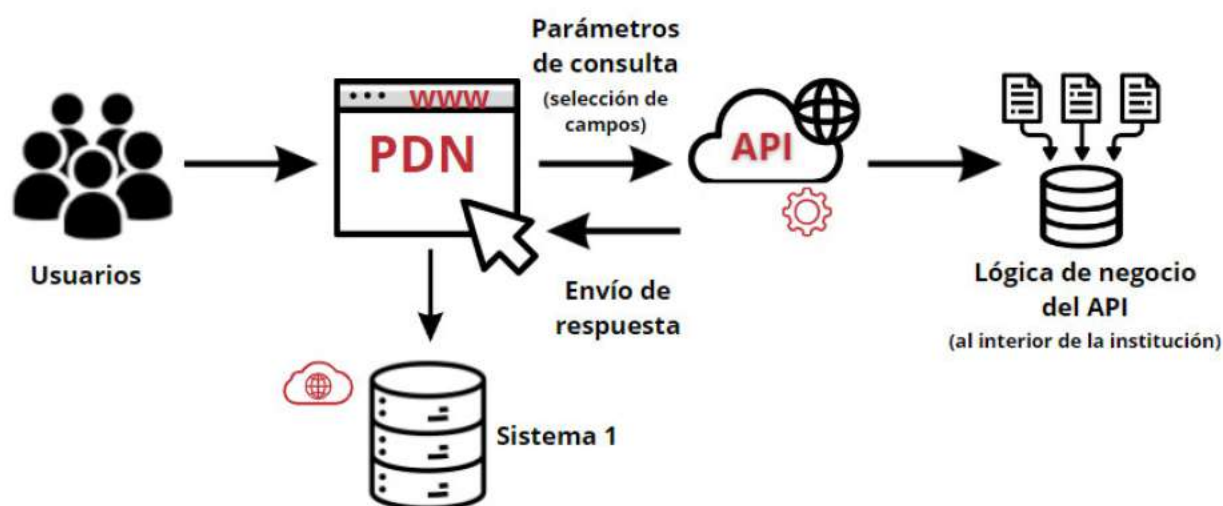 Parámetros
de consulta
(selección de
campos)
www
PDN
API
Usuarios
Envío de
respuesta
Lógica de negocio
del API
(al interior de la institución)
Sistema 1